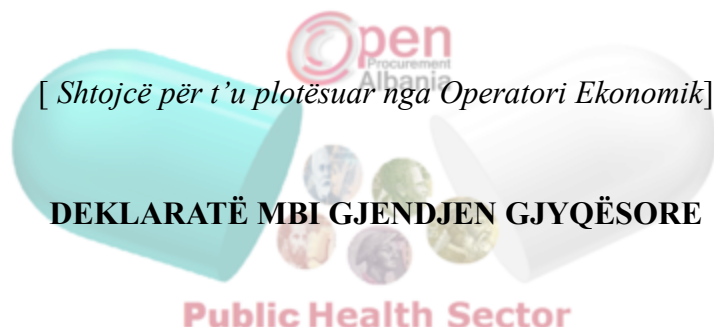 Open
Procurement
Albania
[ Shtojcë për t’u plotësuar nga Operatori Ekonomik]
DEKLARATË MBI GJENDJEN GJYQËSORE
Public Health Sector